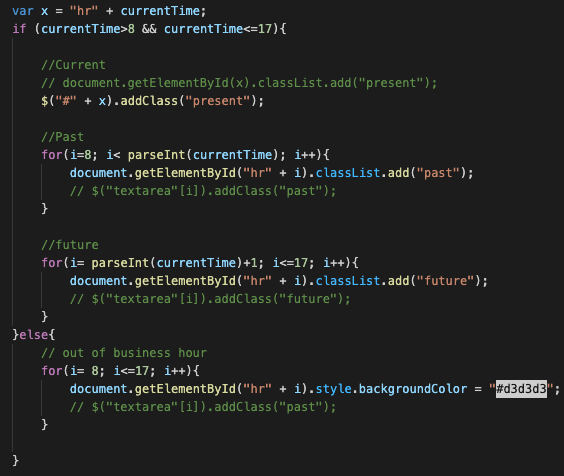 var x = "hr" + currentTime;
if (currentTime>8 && currentTime<=17){
//Current
// document.getElementById(x).classList.add("present");
$("#" + x).addClass("present");
//Past
for(i=8; i< parseInt(currentTime); i++){
document.getElementById("hr" + i).classList.add("past");
// $("textarea"[i]).addClass("past");
}
//future
for(i= parseInt(currentTime)+1; i<=17; i++){
document.getElementById("hr" + i).classList.add("future");
// $("textarea"[i]).addClass("future");
}
}else{
// out of business hour
for(i= 8; i<=17; i++){
document.getElementById("hr" + i).style.backgroundColor = "#d3d3d3";
// $("textarea"[i]).addClass("past");
}
}